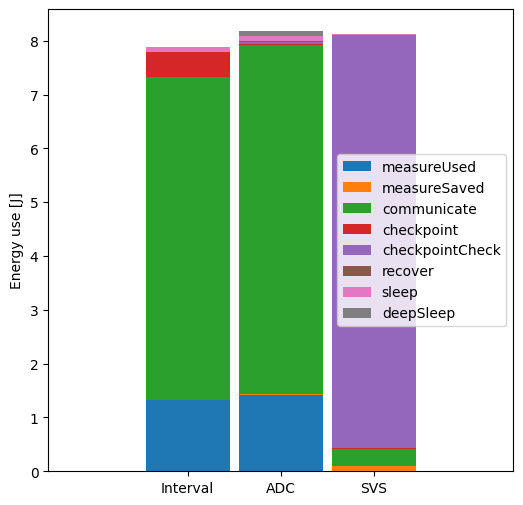 8
7
6
5
4
3
2
1
0
Energy use [J]
measureUsed
measureSaved
communicate
checkpoint
checkpointCheck
recover
sleep
deepSleep
Interval
ADC
SVS